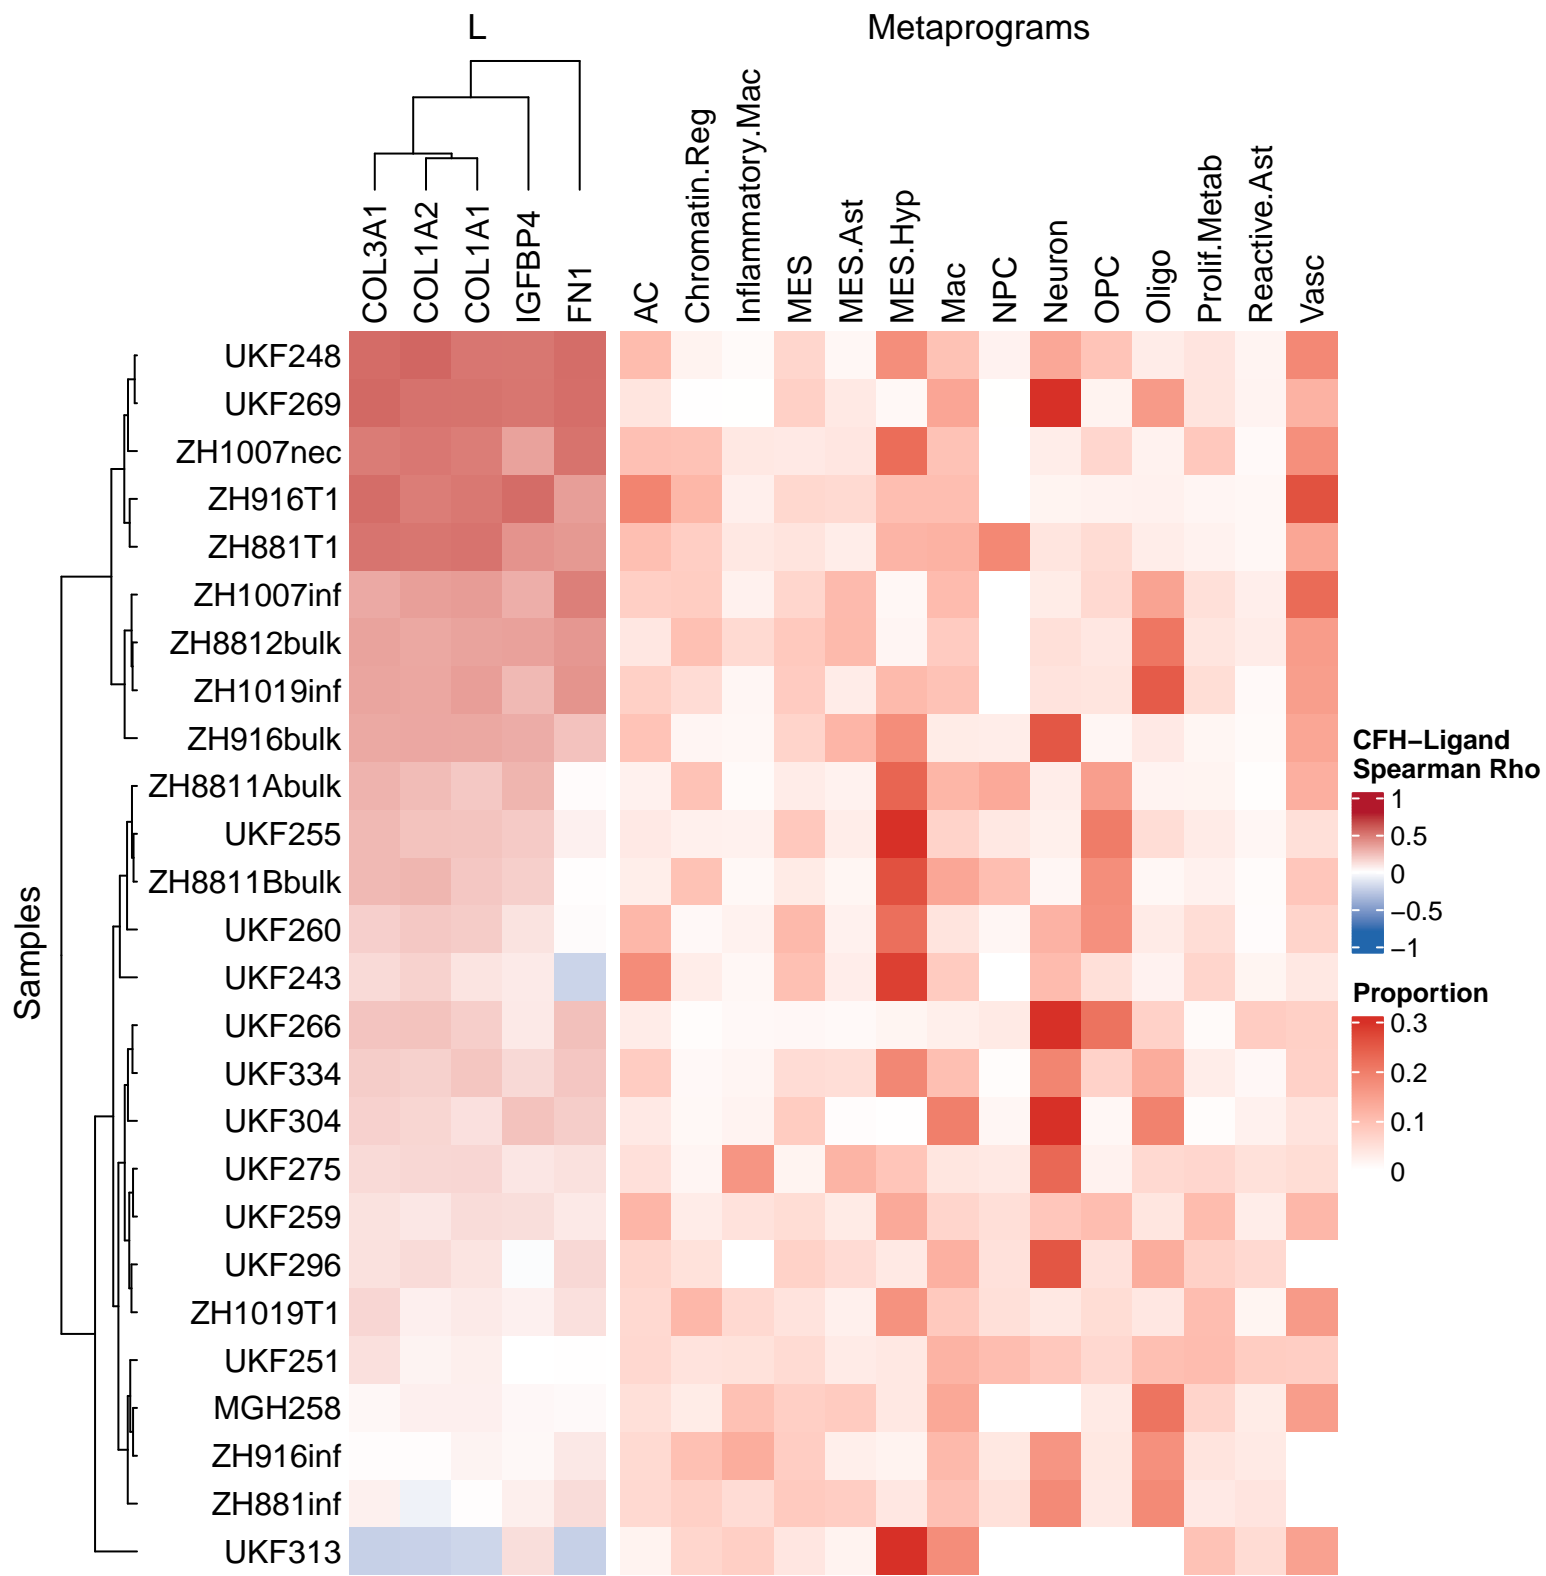 L
Metaprograms
COL3A1
COL1A2
COL1A1
IGFBP4
FN1
AC
Chromatin.Reg
Inflammatory.Mac
MES
MES.Ast
MES.Hyp
Mac
NPC
Neuron
OPC
Oligo
Prolif.Metab
Reactive.Ast
Vasc
Samples
UKF248
UKF269
ZH1007nec
ZH916T1
ZH881T1
ZH1007inf
ZH8812bulk
ZH1019inf
ZH916bulk
ZH8811Abulk
UKF255
ZH8811Bbulk
UKF260
UKF243
UKF266
UKF334
UKF304
UKF275
UKF259
UKF296
ZH1019T1
UKF251
MGH258
ZH916inf
ZH881inf
UKF313
CFH−Ligand
Spearman Rho
1
0.5
0
−0.5
−1
Proportion
0.3
0.2
0.1
0